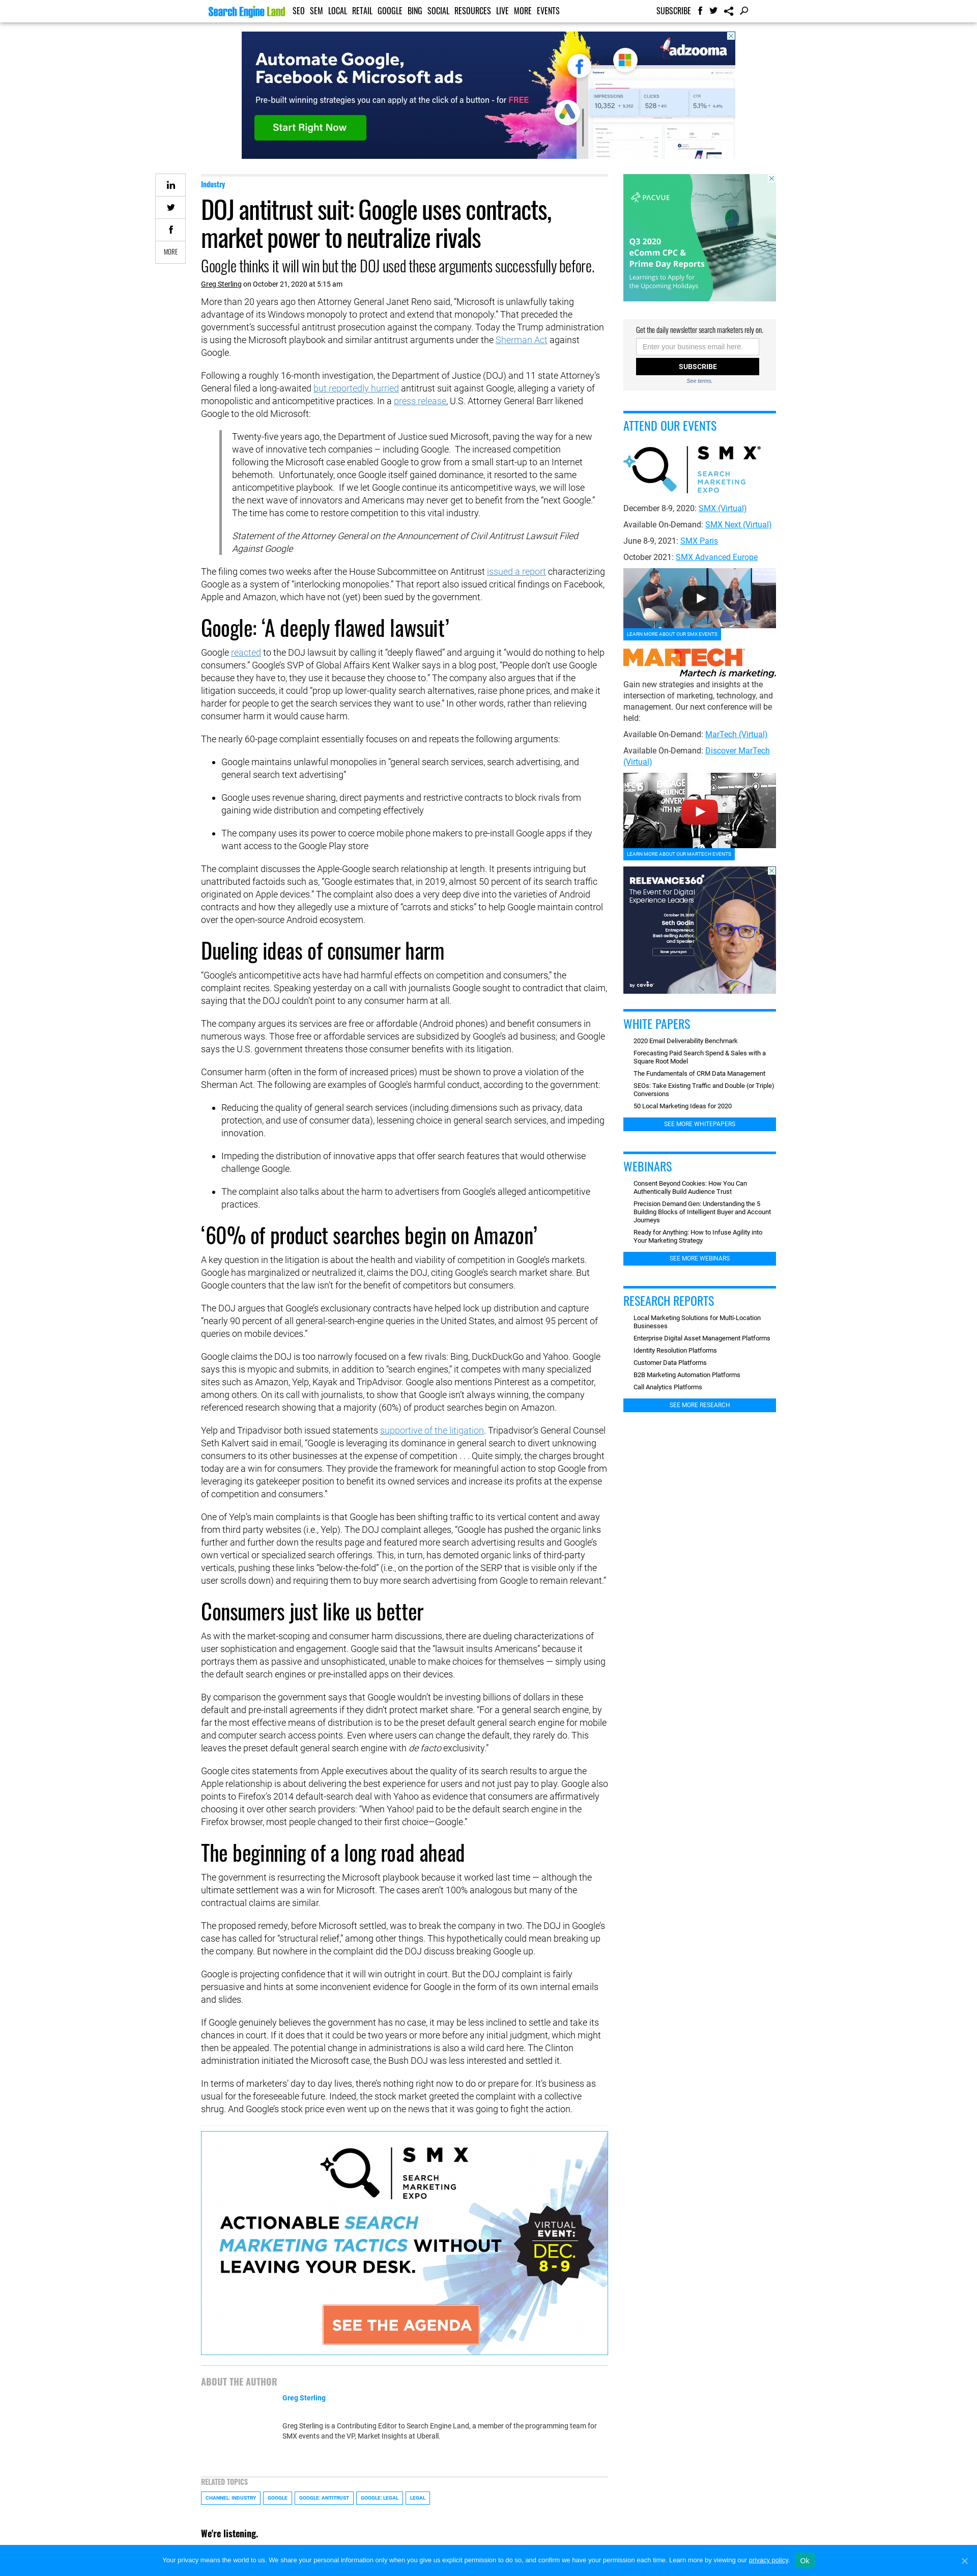 Search Engine Land SEO SEM LOCAL RETAIL GOOGLE BING SOCIAL RESOURCES LIVE MORE EVENTS SUBSCRIBE
Automate Google,
Facebook & Microsoft ads
Pre-built winning strategies you can apply at the click of a button - for FREE
Start Right Now
adzooma
IMPRESSIONS CLICKS CTR
10,352 528 5.1%
MORE
Industry
DOJ antitrust suit: Google uses contracts,
market power to neutralize rivals
Google thinks it will win but the DOJ used these arguments successfully before.
Greg Sterling on October 21, 2020 at 5:15 am
More than 20 years ago then Attorney General Janet Reno said, “Microsoft is unlawfully taking
advantage of its Windows monopoly to protect and extend that monopoly.” That preceded the
government’s successful antitrust prosecution against the company. Today the Trump administration
is using the Microsoft playbook and similar antitrust arguments under the Sherman Act against
Google.
Following a roughly 16-month investigation, the Department of Justice (DOJ) and 11 state Attorney’s
General filed a long-awaited but reportedly hurried antitrust suit against Google, alleging a variety of
monopolistic and anticompetitive practices. In a press release, U.S. Attorney General Barr likened
Google to the old Microsoft:
Twenty-five years ago, the Department of Justice sued Microsoft, paving the way for a new
wave of innovative tech companies – including Google.  The increased competition
following the Microsoft case enabled Google to grow from a small start-up to an Internet
behemoth.  Unfortunately, once Google itself gained dominance, it resorted to the same
anticompetitive playbook.  If we let Google continue its anticompetitive ways, we will lose
the next wave of innovators and Americans may never get to benefit from the “next Google.”
The time has come to restore competition to this vital industry.
Statement of the Attorney General on the Announcement of Civil Antitrust Lawsuit Filed
Against Google
The filing comes two weeks after the House Subcommittee on Antitrust issued a report characterizing
Google as a system of “interlocking monopolies.” That report also issued critical findings on Facebook,
Apple and Amazon, which have not (yet) been sued by the government.
Google: ‘A deeply flawed lawsuit’
Google reacted to the DOJ lawsuit by calling it “deeply flawed” and arguing it “would do nothing to help
consumers.” Google’s SVP of Global Affairs Kent Walker says in a blog post, “People don’t use Google
because they have to, they use it because they choose to.” The company also argues that if the
litigation succeeds, it could “prop up lower-quality search alternatives, raise phone prices, and make it
harder for people to get the search services they want to use.” In other words, rather than relieving
consumer harm it would cause harm.
The nearly 60-page complaint essentially focuses on and repeats the following arguments:
Google maintains unlawful monopolies in “general search services, search advertising, and
general search text advertising”
Google uses revenue sharing, direct payments and restrictive contracts to block rivals from
gaining wide distribution and competing effectively
The company uses its power to coerce mobile phone makers to pre-install Google apps if they
want access to the Google Play store
The complaint discusses the Apple-Google search relationship at length. It presents intriguing but
unattributed factoids such as, “Google estimates that, in 2019, almost 50 percent of its search traffic
originated on Apple devices.” The complaint also does a very deep dive into the varieties of Android
contracts and how they allegedly use a mixture of “carrots and sticks” to help Google maintain control
over the open-source Android ecosystem.
Dueling ideas of consumer harm
“Google’s anticompetitive acts have had harmful effects on competition and consumers,” the
complaint recites. Speaking yesterday on a call with journalists Google sought to contradict that claim,
saying that the DOJ couldn’t point to any consumer harm at all.
The company argues its services are free or affordable (Android phones) and benefit consumers in
numerous ways. Those free or affordable services are subsidized by Google’s ad business; and Google
says the U.S. government threatens those consumer benefits with its litigation.
Consumer harm (often in the form of increased prices) must be shown to prove a violation of the
Sherman Act. The following are examples of Google’s harmful conduct, according to the government:
Reducing the quality of general search services (including dimensions such as privacy, data
protection, and use of consumer data), lessening choice in general search services, and impeding
innovation.
Impeding the distribution of innovative apps that offer search features that would otherwise
challenge Google.
The complaint also talks about the harm to advertisers from Google’s alleged anticompetitive
practices.
‘60% of product searches begin on Amazon’
A key question in the litigation is about the health and viability of competition in Google’s markets.
Google has marginalized or neutralized it, claims the DOJ, citing Google’s search market share. But
Google counters that the law isn’t for the benefit of competitors but consumers.
The DOJ argues that Google’s exclusionary contracts have helped lock up distribution and capture
“nearly 90 percent of all general-search-engine queries in the United States, and almost 95 percent of
queries on mobile devices.”
Google claims the DOJ is too narrowly focused on a few rivals: Bing, DuckDuckGo and Yahoo. Google
says this is myopic and submits, in addition to “search engines,” it competes with many specialized
sites such as Amazon, Yelp, Kayak and TripAdvisor. Google also mentions Pinterest as a competitor,
among others. On its call with journalists, to show that Google isn’t always winning, the company
referenced research showing that a majority (60%) of product searches begin on Amazon.
Yelp and Tripadvisor both issued statements supportive of the litigation. Tripadvisor’s General Counsel
Seth Kalvert said in email, “Google is leveraging its dominance in general search to divert unknowing
consumers to its other businesses at the expense of competition . . . Quite simply, the charges brought
today are a win for consumers. They provide the framework for meaningful action to stop Google from
leveraging its gatekeeper position to benefit its owned services and increase its profits at the expense
of competition and consumers.”
One of Yelp’s main complaints is that Google has been shifting traffic to its vertical content and away
from third party websites (i.e., Yelp). The DOJ complaint alleges, “Google has pushed the organic links
further and further down the results page and featured more search advertising results and Google’s
own vertical or specialized search offerings. This, in turn, has demoted organic links of third-party
verticals, pushing these links “below-the-fold” (i.e., on the portion of the SERP that is visible only if the
user scrolls down) and requiring them to buy more search advertising from Google to remain relevant.”
Consumers just like us better
As with the market-scoping and consumer harm discussions, there are dueling characterizations of
user sophistication and engagement. Google said that the “lawsuit insults Americans” because it
portrays them as passive and unsophisticated, unable to make choices for themselves — simply using
the default search engines or pre-installed apps on their devices.
By comparison the government says that Google wouldn’t be investing billions of dollars in these
default and pre-install agreements if they didn’t protect market share. “For a general search engine, by
far the most effective means of distribution is to be the preset default general search engine for mobile
and computer search access points. Even where users can change the default, they rarely do. This
leaves the preset default general search engine with de facto exclusivity.”
Google cites statements from Apple executives about the quality of its search results to argue the
Apple relationship is about delivering the best experience for users and not just pay to play. Google also
points to Firefox’s 2014 default-search deal with Yahoo as evidence that consumers are affirmatively
choosing it over other search providers: “When Yahoo! paid to be the default search engine in the
Firefox browser, most people changed to their first choice—Google.”
The beginning of a long road ahead
The government is resurrecting the Microsoft playbook because it worked last time — although the
ultimate settlement was a win for Microsoft. The cases aren’t 100% analogous but many of the
contractual claims are similar.
The proposed remedy, before Microsoft settled, was to break the company in two. The DOJ in Google’s
case has called for “structural relief,” among other things. This hypothetically could mean breaking up
the company. But nowhere in the complaint did the DOJ discuss breaking Google up.
Google is projecting confidence that it will win outright in court. But the DOJ complaint is fairly
persuasive and hints at some inconvenient evidence for Google in the form of its own internal emails
and slides.
If Google genuinely believes the government has no case, it may be less inclined to settle and take its
chances in court. If it does that it could be two years or more before any initial judgment, which might
then be appealed. The potential change in administrations is also a wild card here. The Clinton
administration initiated the Microsoft case, the Bush DOJ was less interested and settled it.
In terms of marketers’ day to day lives, there’s nothing right now to do or prepare for. It’s business as
usual for the foreseeable future. Indeed, the stock market greeted the complaint with a collective
shrug. And Google’s stock price even went up on the news that it was going to fight the action.
SMX
SEARCH
MARKETING
EXPO
ACTIONABLE SEARCH
MARKETING TACTICS WITHOUT
LEAVING YOUR DESK.
VIRTUAL
EVENT:
DEC.
8-9
SEE THE AGENDA
ABOUT THE AUTHOR
Greg Sterling
Greg Sterling is a Contributing Editor to Search Engine Land, a member of the programming team for
SMX events and the VP, Market Insights at Uberall.
RELATED TOPICS
CHANNEL: INDUSTRY GOOGLE GOOGLE: ANTITRUST GOOGLE: LEGAL LEGAL
We're listening.
PACVUE
Q3 2020
eComm CPC &
Prime Day Reports
Learnings to Apply for
the Upcoming Holidays
Get the daily newsletter search marketers rely on.
Enter your business email here.
SUBSCRIBE
See terms.
ATTEND OUR EVENTS
SMX®
SEARCH
MARKETING
EXPO
December 8-9, 2020: SMX (Virtual)
Available On-Demand: SMX Next (Virtual)
June 8-9, 2021: SMX Paris
October 2021: SMX Advanced Europe
LEARN MORE ABOUT OUR SMX EVENTS
MARTECH
Martech is marketing.
Gain new strategies and insights at the
intersection of marketing, technology, and
management. Our next conference will be
held:
Available On-Demand: MarTech (Virtual)
Available On-Demand: Discover MarTech
(Virtual)
LEARN MORE ABOUT OUR MARTECH EVENTS
RELEVANCE360°
The Event for Digital
Experience Leaders
Seth Godin
Entrepreneur,
Best-selling author,
and Speaker
Save your spot
by coveo
WHITE PAPERS
2020 Email Deliverability Benchmark
Forecasting Paid Search Spend & Sales with a
Square Root Model
The Fundamentals of CRM Data Management
SEOs: Take Existing Traffic and Double (or Triple)
Conversions
50 Local Marketing Ideas for 2020
SEE MORE WHITEPAPERS
WEBINARS
Consent Beyond Cookies: How You Can
Authentically Build Audience Trust
Precision Demand Gen: Understanding the 5
Building Blocks of Intelligent Buyer and Account
Journeys
Ready for Anything: How to Infuse Agility into
Your Marketing Strategy
SEE MORE WEBINARS
RESEARCH REPORTS
Local Marketing Solutions for Multi-Location
Businesses
Enterprise Digital Asset Management Platforms
Identity Resolution Platforms
Customer Data Platforms
B2B Marketing Automation Platforms
Call Analytics Platforms
SEE MORE RESEARCH
Your privacy means the world to us. We share your personal information only when you give us explicit permission to do so, and confirm we have your permission each time. Learn more by viewing our privacy policy. Ok